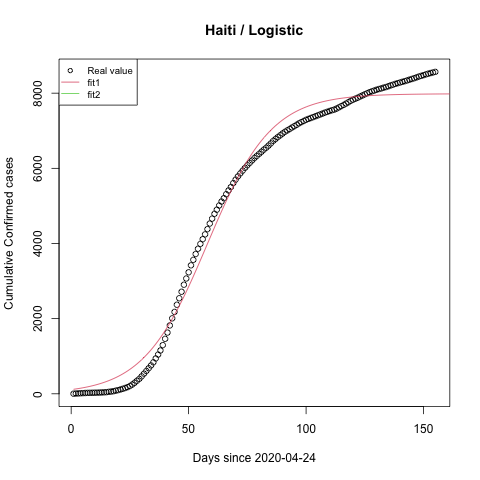 Haiti / Logistic
Real value
fit1
fit2
Cumulative Confirmed cases
8000
6000
4000
2000
0
0 50 100 150
Days since 2020-04-24